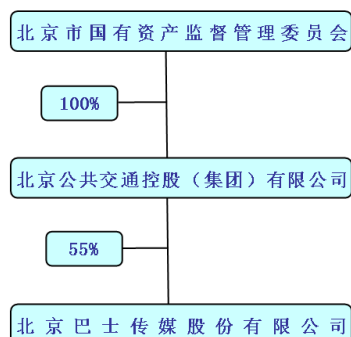 北京市国有资产监督管理委员会
100%
北京公共交通控股（集团）有限公司
55%
北京巴士传媒股份有限公司